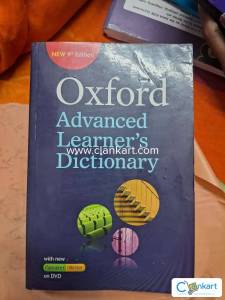 NEW 9th Edition
Oxford
Advanced
Learner's
Dictionary
www.cjankart.com
with new
on DVD
Cjankart